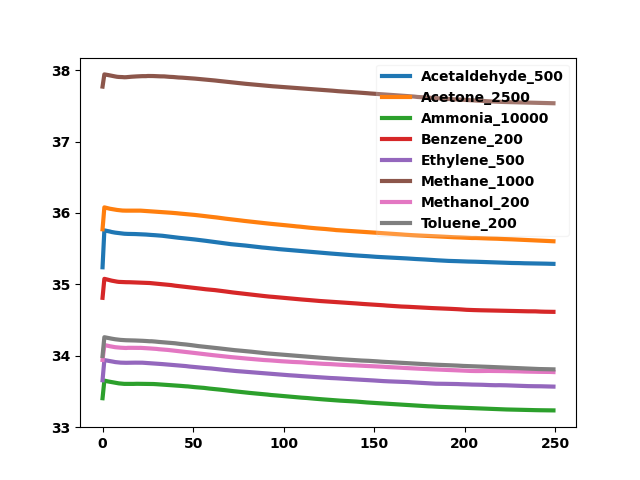 38
37
36
35
34
33
0 50 100 150 200 250
Acetaldehyde_500
Acetone_2500
Ammonia_10000
Benzene_200
Ethylene_500
Methane_1000
Methanol_200
Toluene_200